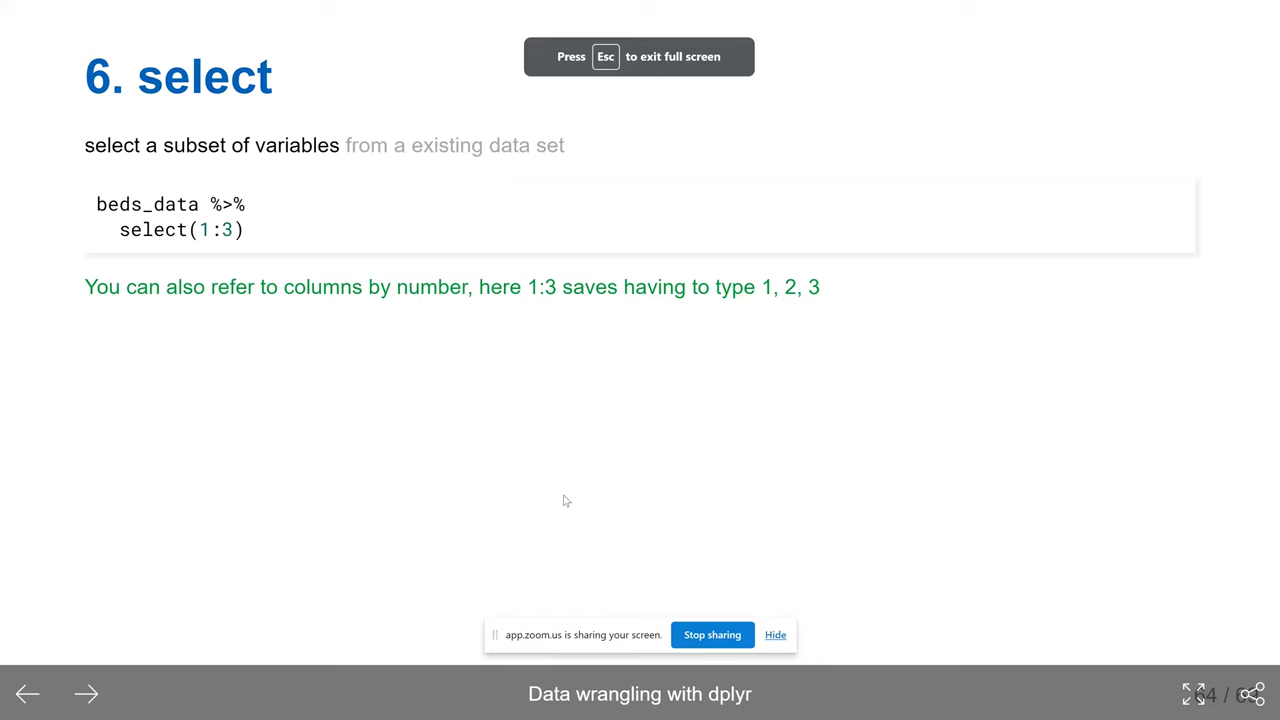 Press Esc to exit full screen
6. select
select a subset of variables from a existing data set
beds_data %>%
select(1:3)
You can also refer to columns by number, here 1:3 saves having to type 1, 2, 3
app.zoom.us is sharing your screen. Stop sharing Hide
Data wrangling with dplyr
64 /